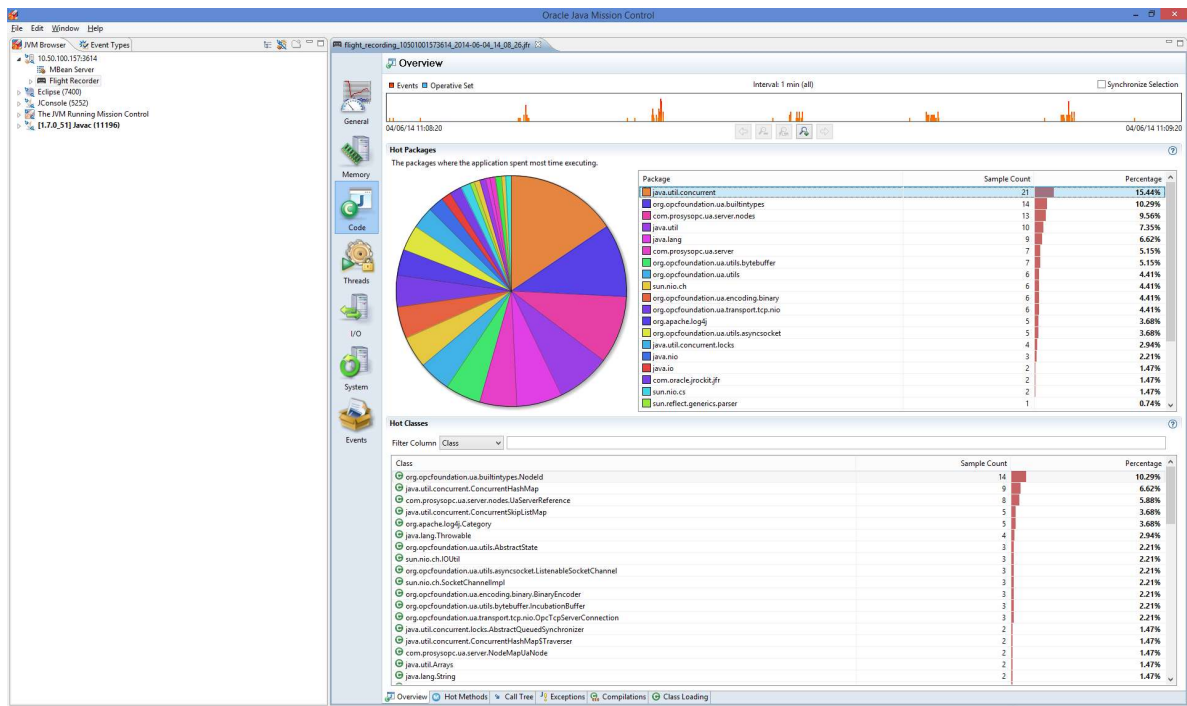 Oracle Java Mission Control
File Edit Window Help
JVM Browser Event Types
10.50.100.157:3614
MBean Server
Flight Recorder
Eclipse (7400)
JConsole (5252)
The JVM Running Mission Control
[1.7.0_51] Javac (11196)
flight_recording_10501001573614_2014-06-04_14_08_26.jfr
General
Memory
Code
Threads
I/O
System
Events
Overview
Events Operative Set Interval: 1 min (all) Synchronize Selection
04/06/14 11:08:20 04/06/14 11:09:20
Hot Packages
The packages where the application spent most time executing.
Package Sample Count Percentage
java.util.concurrent 21 15.44%
org.opcfoundation.ua.builtintypes 14 10.29%
com.prosysopc.ua.server.nodes 13 9.56%
java.util 10 7.35%
java.lang 9 6.62%
com.prosysopc.ua.server 7 5.15%
org.opcfoundation.ua.utils.bytebuffer 7 5.15%
org.opcfoundation.ua.utils 6 4.41%
sun.nio.ch 6 4.41%
org.opcfoundation.ua.encoding.binary 6 4.41%
org.opcfoundation.ua.transport.tcp.nio 6 4.41%
org.apache.log4j 5 3.68%
org.opcfoundation.ua.utils.asyncsocket 5 3.68%
java.util.concurrent.locks 4 2.94%
java.nio 3 2.21%
java.io 2 1.47%
com.oracle.jrockit.jfr 2 1.47%
sun.nio.cs 2 1.47%
sun.reflect.generics.parser 1 0.74%
Hot Classes
Filter Column Class
Class Sample Count Percentage
org.opcfoundation.ua.builtintypes.NodeId 14 10.29%
java.util.concurrent.ConcurrentHashMap 9 6.62%
com.prosysopc.ua.server.nodes.UaServerReference 8 5.88%
java.util.concurrent.ConcurrentSkipListMap 5 3.68%
org.apache.log4j.Category 5 3.68%
java.lang.Throwable 4 2.94%
org.opcfoundation.ua.utils.AbstractState 3 2.21%
sun.nio.ch.IOUtil 3 2.21%
org.opcfoundation.ua.utils.asyncsocket.ListenableSocketChannel 3 2.21%
sun.nio.ch.SocketChannelImpl 3 2.21%
org.opcfoundation.ua.encoding.binary.BinaryEncoder 3 2.21%
org.opcfoundation.ua.utils.bytebuffer.IncubationBuffer 3 2.21%
org.opcfoundation.ua.transport.tcp.nio.OpcTcpServerConnection 3 2.21%
java.util.concurrent.locks.AbstractQueuedSynchronizer 2 1.47%
java.util.concurrent.ConcurrentHashMap$Traverser 2 1.47%
com.prosysopc.ua.server.NodeMapUaNode 2 1.47%
java.util.Arrays 2 1.47%
java.lang.String 2 1.47%
Overview Hot Methods Call Tree Exceptions Compilations Class Loading